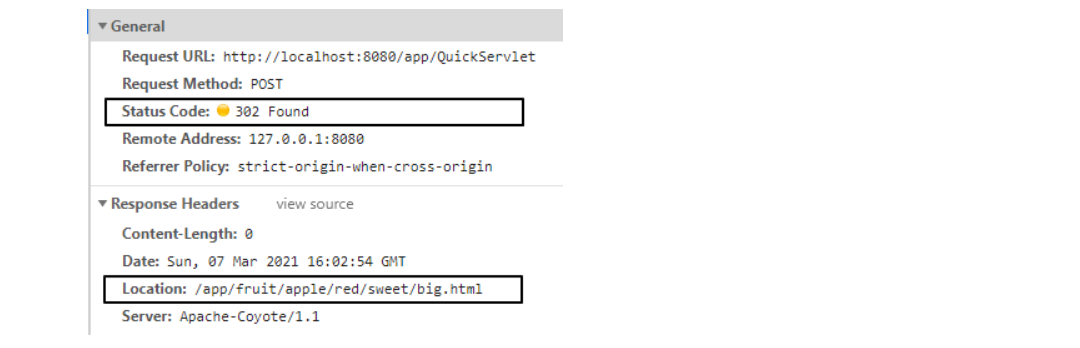 General
Request URL: http://localhost:8080/app/QuickServlet
Request Method: POST
Status Code: 302 Found
Remote Address: 127.0.0.1:8080
Referrer Policy: strict-origin-when-cross-origin
Response Headers view source
Content-Length: 0
Date: Sun, 07 Mar 2021 16:02:54 GMT
Location: /app/fruit/apple/red/sweet/big.html
Server: Apache-Coyote/1.1